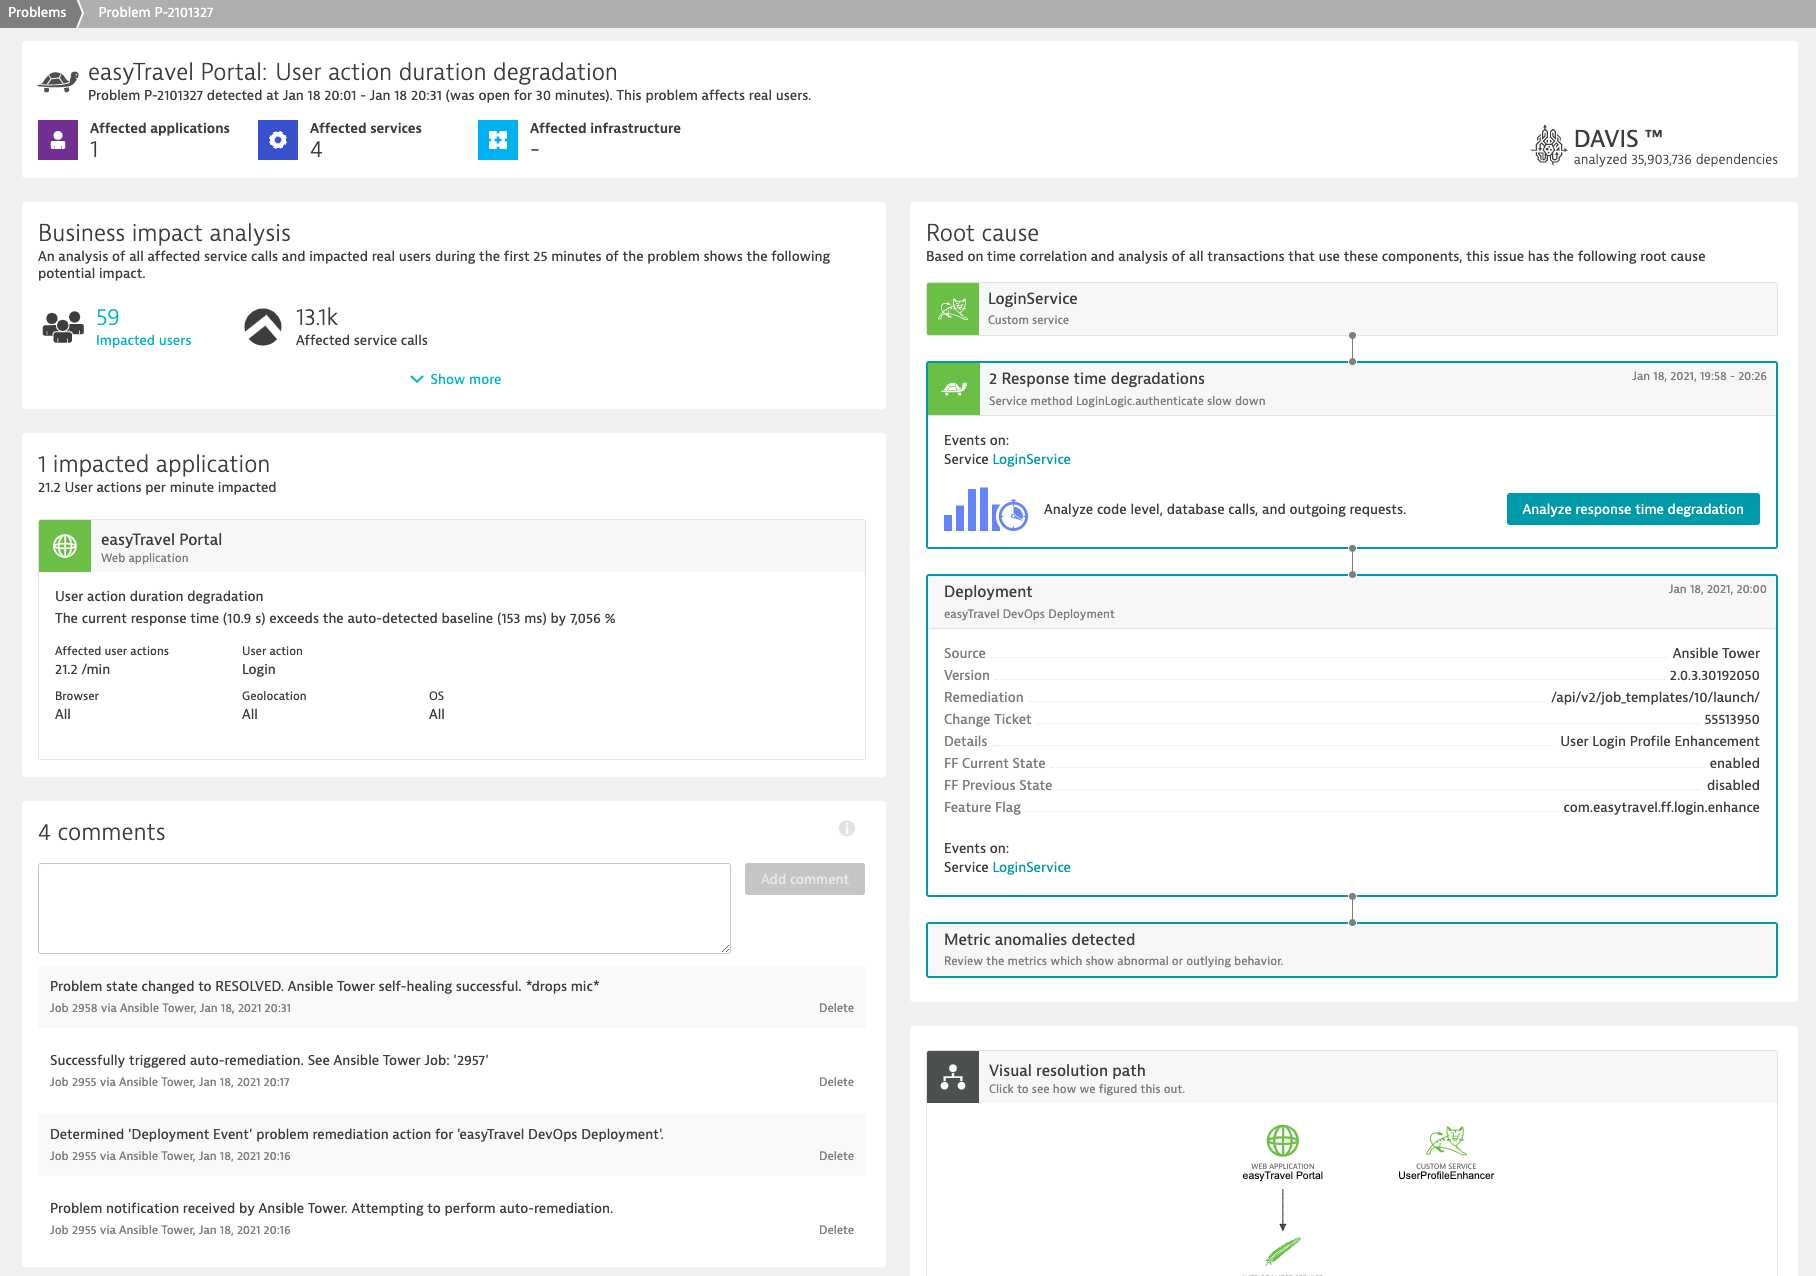 Problems
Problem P-2101327
easyTravel Portal: User action duration degradation
Problem P-2101327 detected at Jan 18 20:01 - Jan 18 20:31 (was open for 30 minutes). This problem affects real users.
Affected applications
1
Affected services
4
Affected infrastructure
-
DAVIS ™
analyzed 35,903,736 dependencies
Business impact analysis
An analysis of all affected service calls and impacted real users during the first 25 minutes of the problem shows the following
potential impact.
59
Impacted users
13.1k
Affected service calls
Show more
1 impacted application
21.2 User actions per minute impacted
easyTravel Portal
Web application
User action duration degradation
The current response time (10.9 s) exceeds the auto-detected baseline (153 ms) by 7,056 %
Affected user actions
21.2 /min
User action
Login
Browser
All
Geolocation
All
OS
All
4 comments
Add comment
Problem state changed to RESOLVED. Ansible Tower self-healing successful. *drops mic*
Job 2958 via Ansible Tower, Jan 18, 2021 20:31
Delete
Successfully triggered auto-remediation. See Ansible Tower Job: '2957'
Job 2955 via Ansible Tower, Jan 18, 2021 20:17
Delete
Determined 'Deployment Event' problem remediation action for 'easyTravel DevOps Deployment'.
Job 2955 via Ansible Tower, Jan 18, 2021 20:16
Delete
Problem notification received by Ansible Tower. Attempting to perform auto-remediation.
Job 2955 via Ansible Tower, Jan 18, 2021 20:16
Delete
Root cause
Based on time correlation and analysis of all transactions that use these components, this issue has the following root cause
LoginService
Custom service
2 Response time degradations
Jan 18, 2021, 19:58 - 20:26
Service method LoginLogic.authenticate slow down
Events on:
Service LoginService
Analyze code level, database calls, and outgoing requests.
Analyze response time degradation
Deployment
Jan 18, 2021, 20:00
easyTravel DevOps Deployment
Source Ansible Tower
Version 2.0.3.30192050
Remediation /api/v2/job_templates/10/launch/
Change Ticket 55513950
Details User Login Profile Enhancement
FF Current State enabled
FF Previous State disabled
Feature Flag com.easytravel.ff.login.enhance
Events on:
Service LoginService
Metric anomalies detected
Review the metrics which show abnormal or outlying behavior.
Visual resolution path
Click to see how we figured this out.
WEB APPLICATION
easyTravel Portal
CUSTOM SERVICE
UserProfileEnhancer